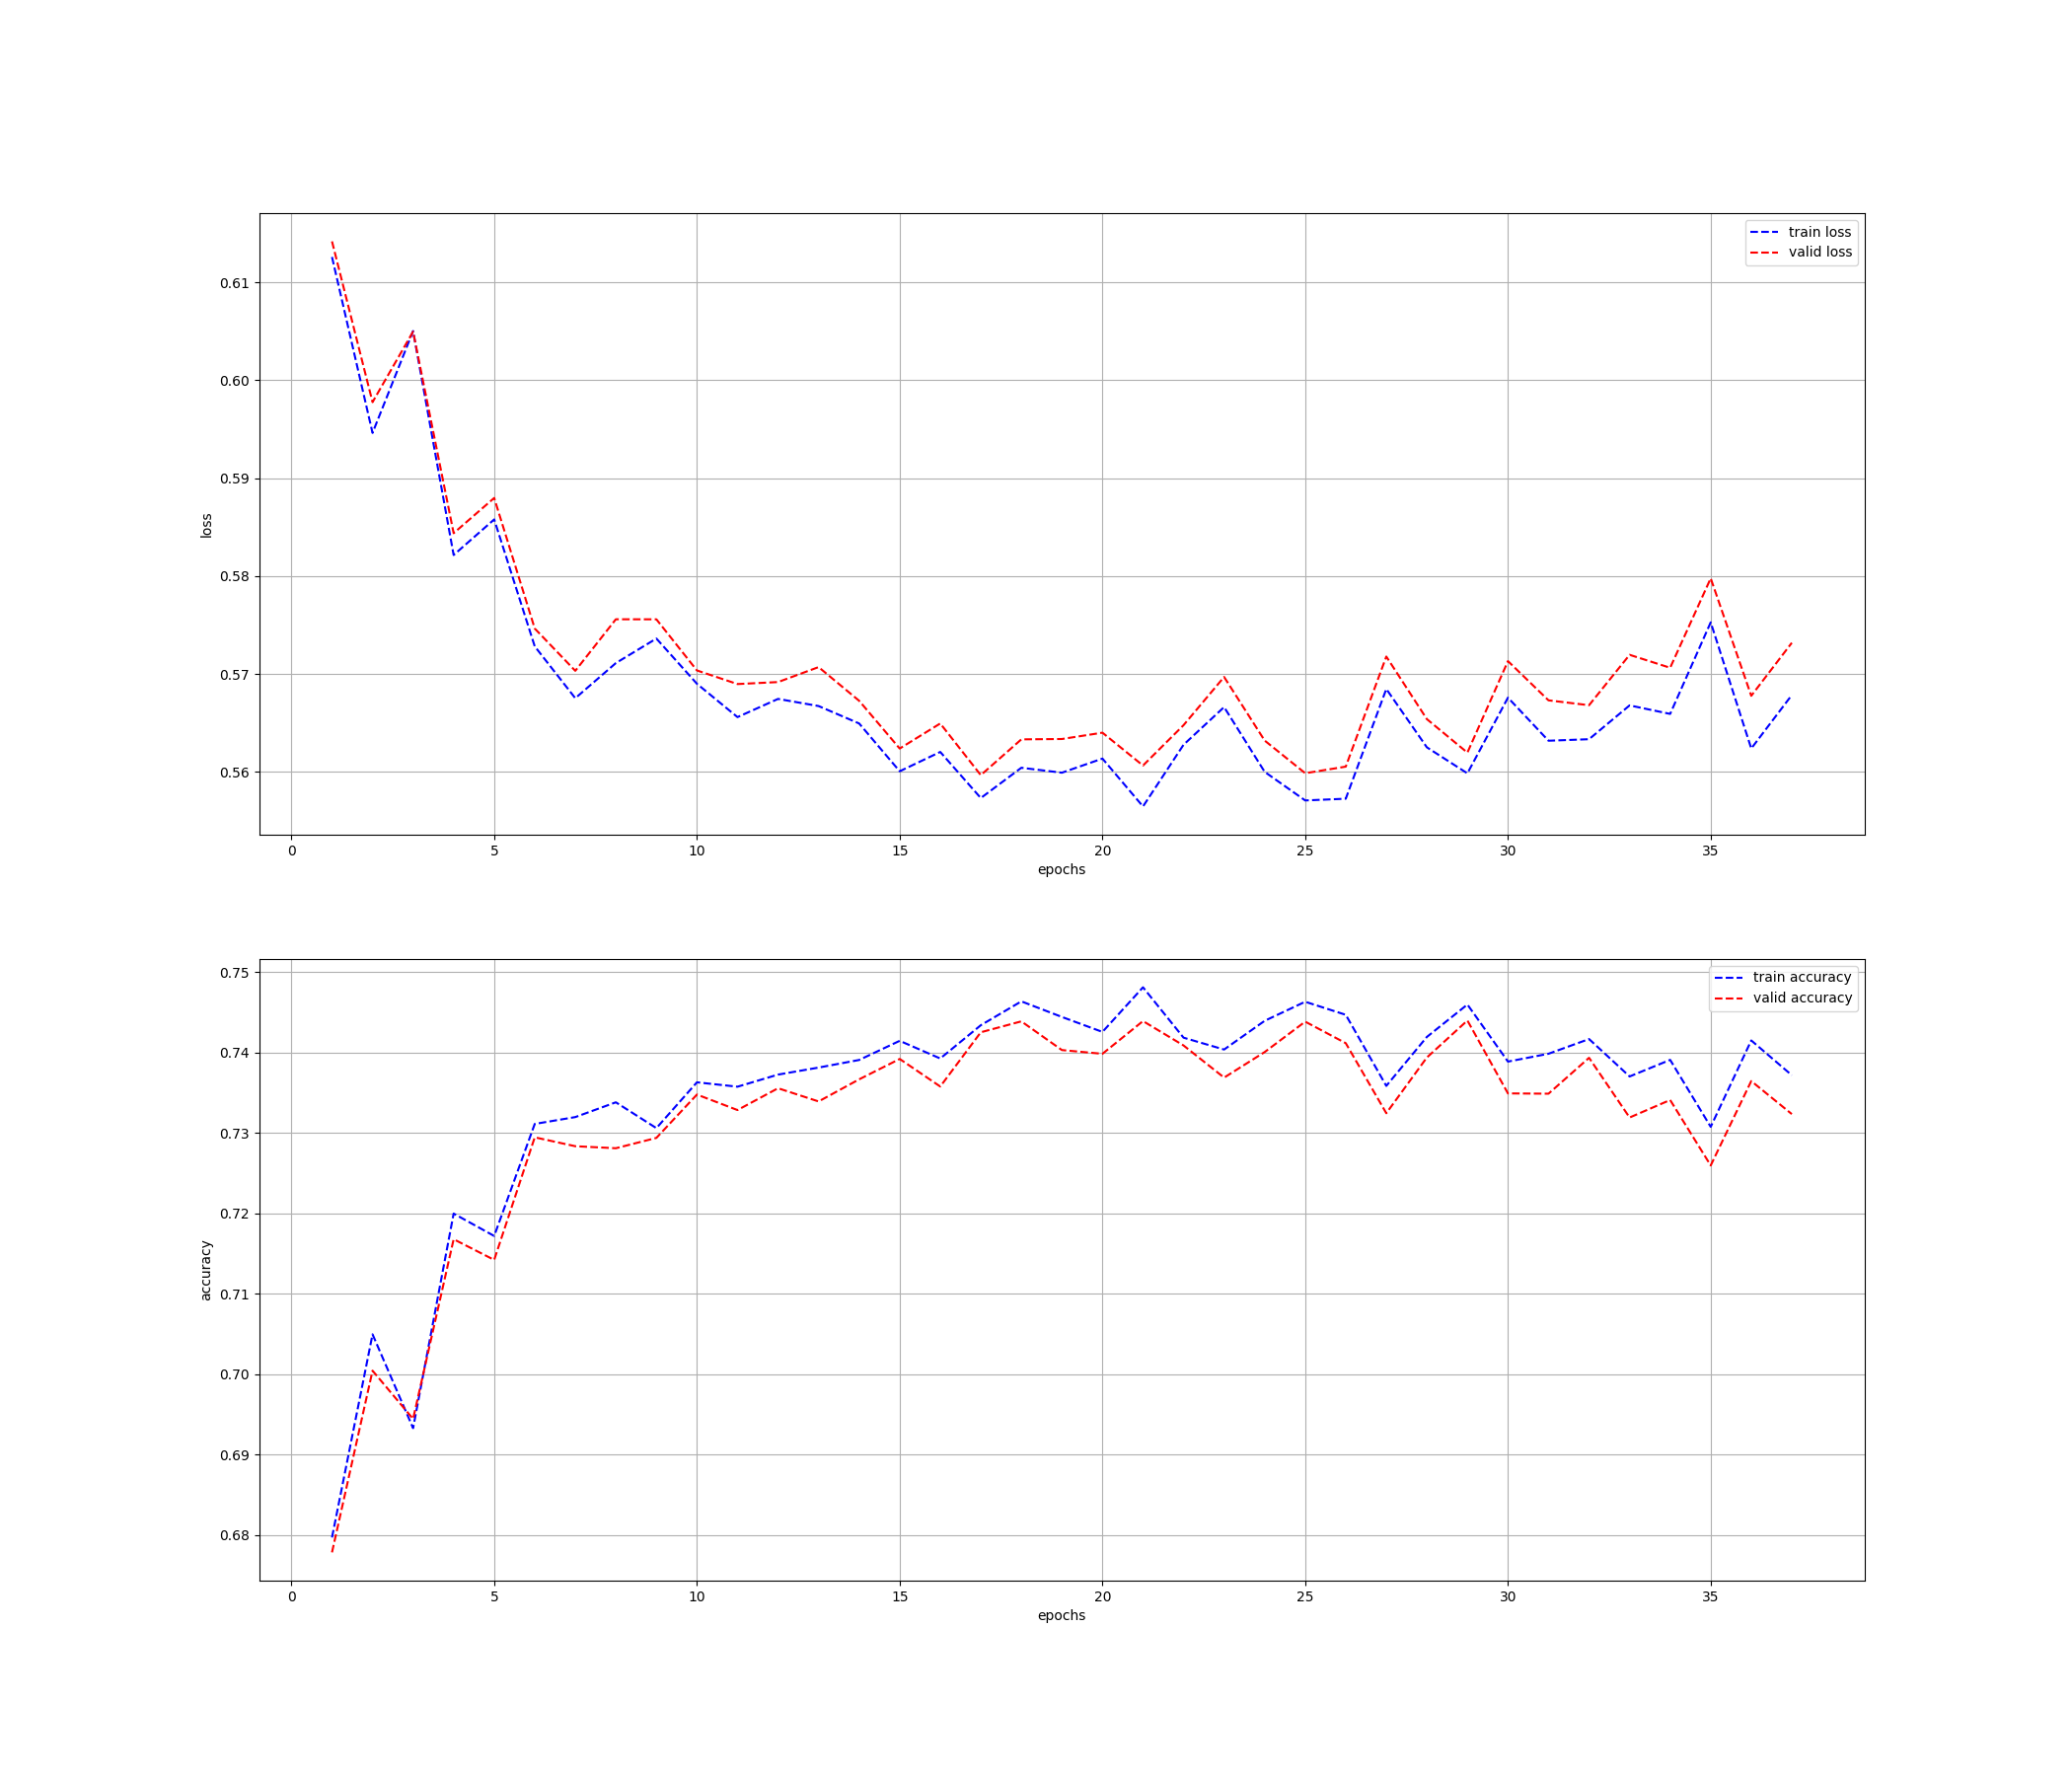 train loss
valid loss
0.61
0.60
0.59
0.58
0.57
0.56
loss
0 5 10 15 20 25 30 35
epochs
train accuracy
valid accuracy
0.75
0.74
0.73
0.72
0.71
0.70
0.69
0.68
accuracy
0 5 10 15 20 25 30 35
epochs